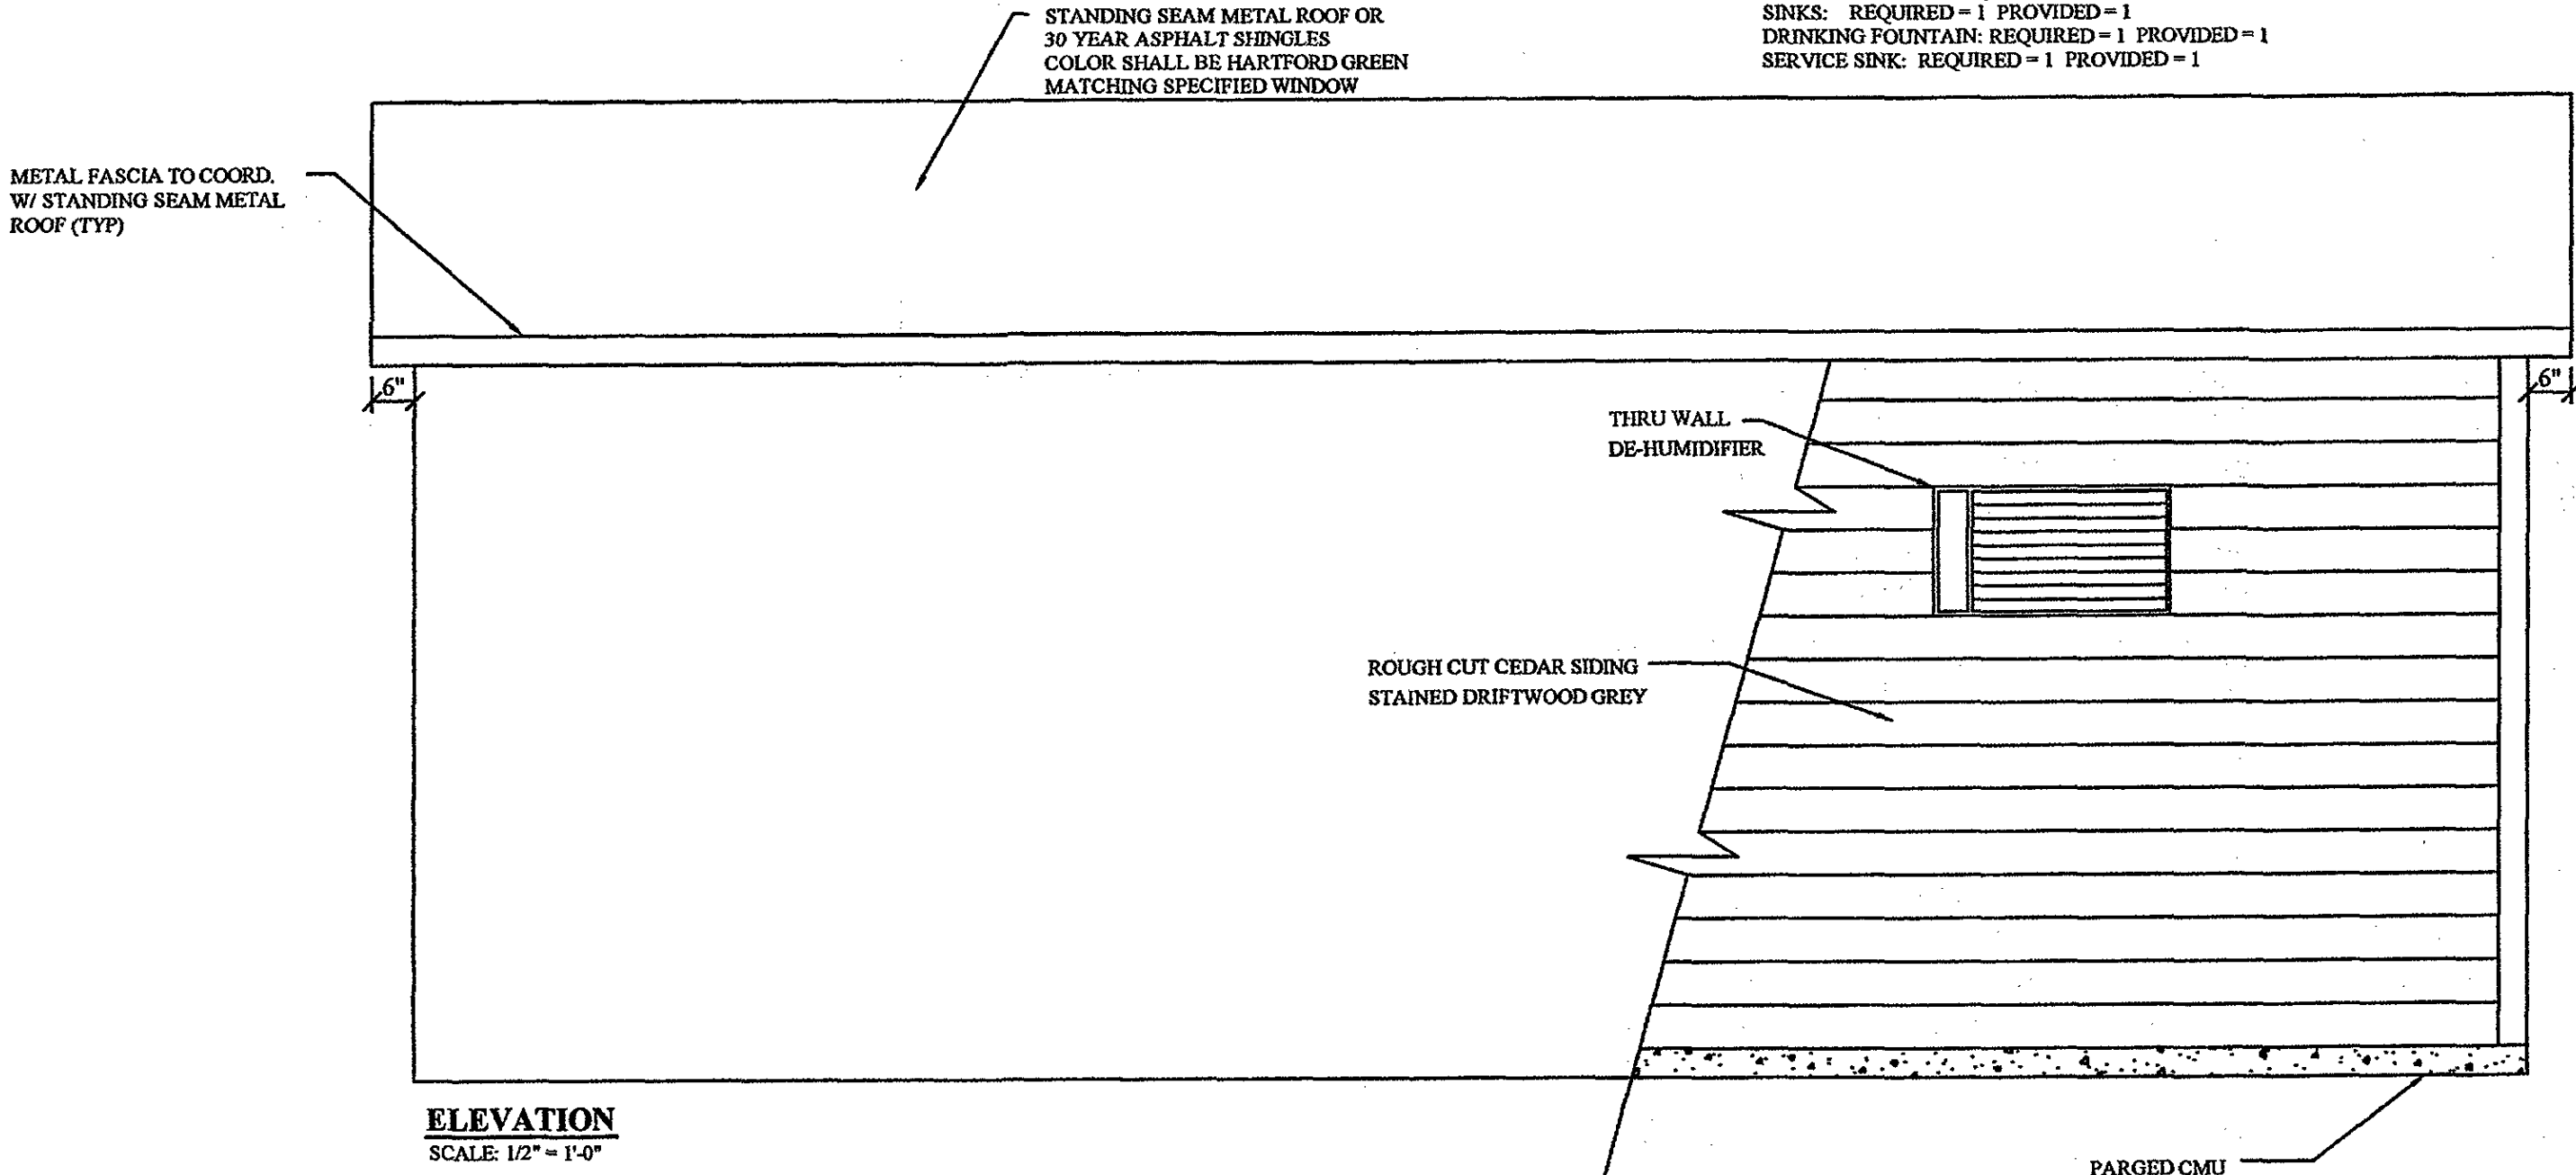 STANDING SEAM METAL ROOF OR
30 YEAR ASPHALT SHINGLES
COLOR SHALL BE HARTFORD GREEN
MATCHING SPECIFIED WINDOW
SINKS: REQUIRED = 1 PROVIDED = 1
DRINKING FOUNTAIN: REQUIRED = 1 PROVIDED = 1
SERVICE SINK: REQUIRED = 1 PROVIDED = 1
METAL FASCIA TO COORD.
W/ STANDING SEAM METAL
ROOF (TYP)
6"
6"
THRU WALL
DE-HUMIDIFIER
ROUGH CUT CEDAR SIDING
STAINED DRIFTWOOD GREY
ELEVATION
SCALE: 1/2" = 1'-0"
PARGED CMU